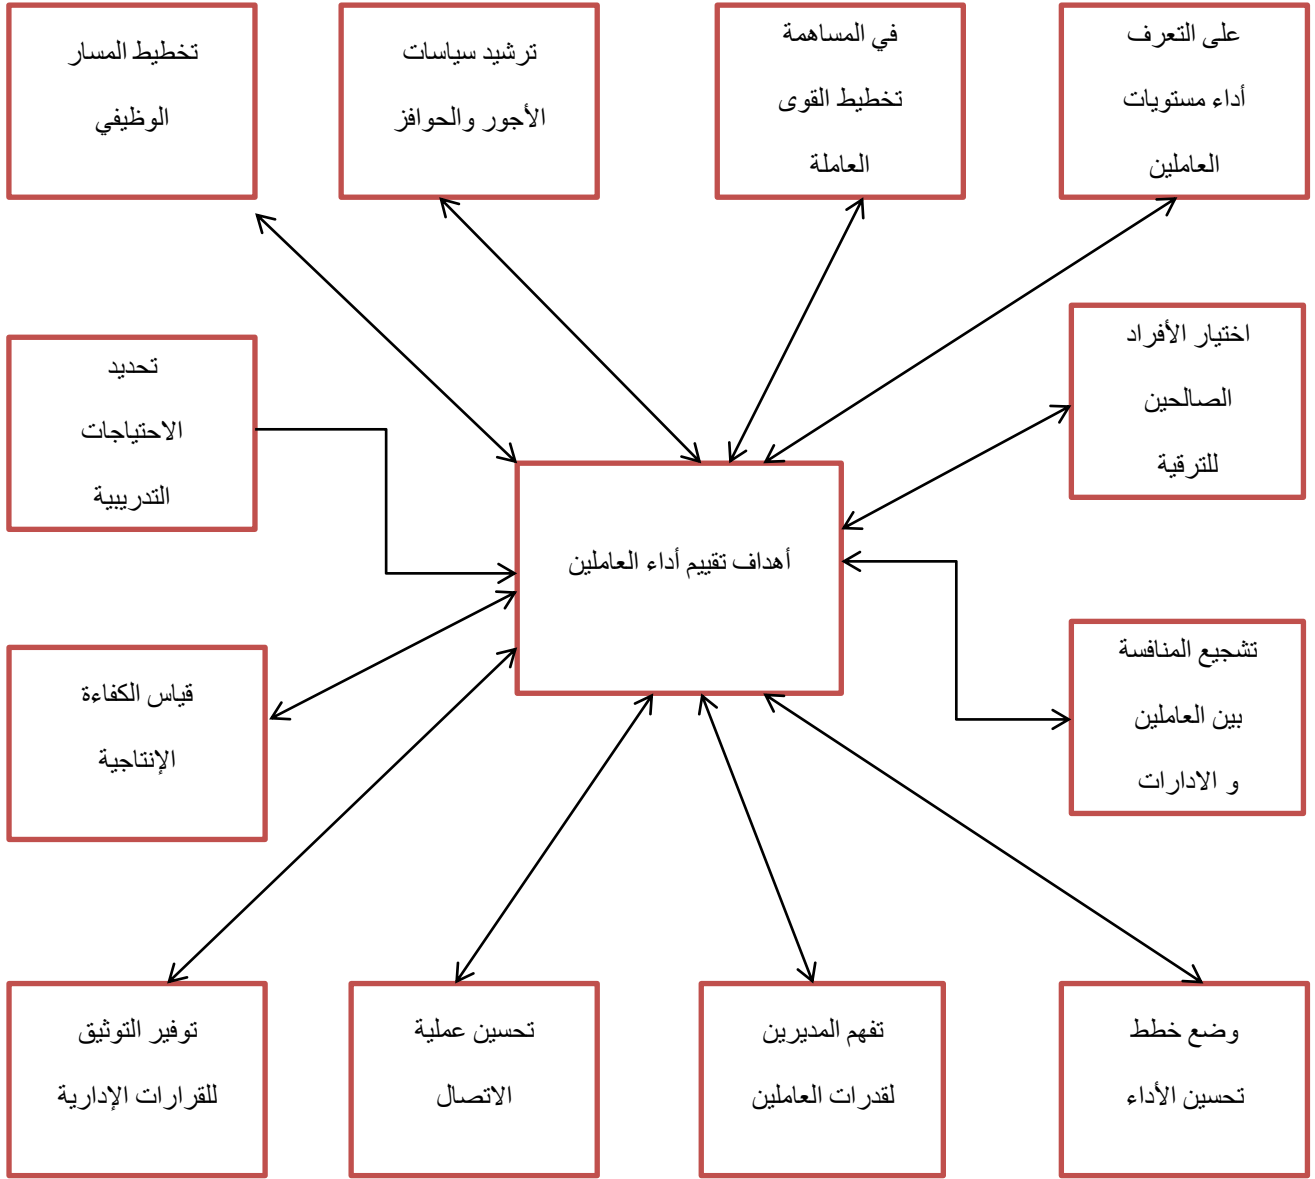 على التعرف
أداء مستويات
العاملين
في المساهمة
تخطيط القوى
العاملة
ترشيد سياسات
الأجور والحوافز
تخطيط المسار
الوظيفي
اختيار الأفراد
الصالحين
للترقية
تحديد
الاحتياجات
التدريبية
أهداف تقييم أداء العاملين
تشجيع المنافسة
بين العاملين
و الادارات
قياس الكفاءة
الإنتاجية
وضع خطط
تحسين الأداء
تفهم المديرين
لقدرات العاملين
تحسين عملية
الاتصال
توفير التوثيق
للقرارات الإدارية